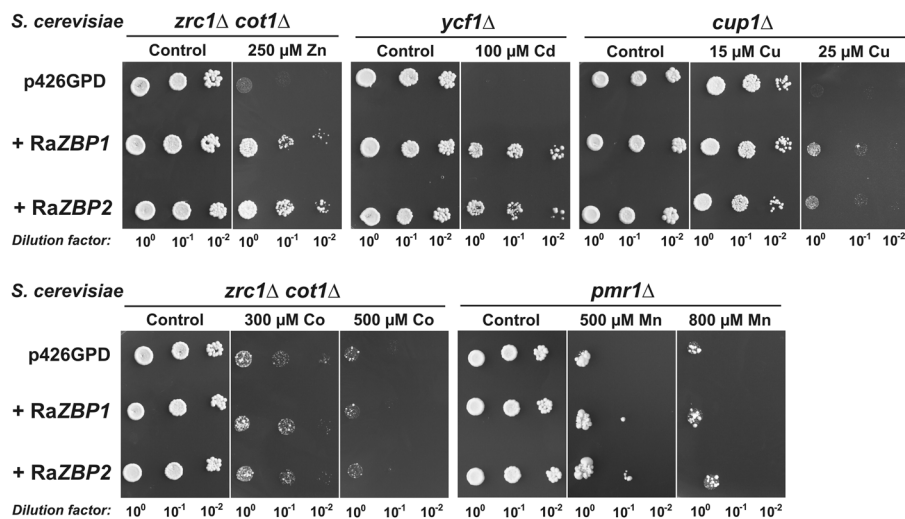 S. cerevisiae zrc1Δ cot1Δ ycf1Δ cup1Δ
Control 250 µM Zn Control 100 µM Cd Control 15 µM Cu 25 µM Cu
p426GPD
+ RaZBP1
+ RaZBP2
Dilution factor: 10⁰ 10⁻¹ 10⁻² 10⁰ 10⁻¹ 10⁻² 10⁰ 10⁻¹ 10⁻² 10⁰ 10⁻¹ 10⁻² 10⁰ 10⁻¹ 10⁻² 10⁰ 10⁻¹ 10⁻² 10⁰ 10⁻¹ 10⁻²
S. cerevisiae zrc1Δ cot1Δ pmr1Δ
Control 300 µM Co 500 µM Co Control 500 µM Mn 800 µM Mn
p426GPD
+ RaZBP1
+ RaZBP2
Dilution factor: 10⁰ 10⁻¹ 10⁻² 10⁰ 10⁻¹ 10⁻² 10⁰ 10⁻¹ 10⁻² 10⁰ 10⁻¹ 10⁻² 10⁰ 10⁻¹ 10⁻² 10⁰ 10⁻¹ 10⁻²